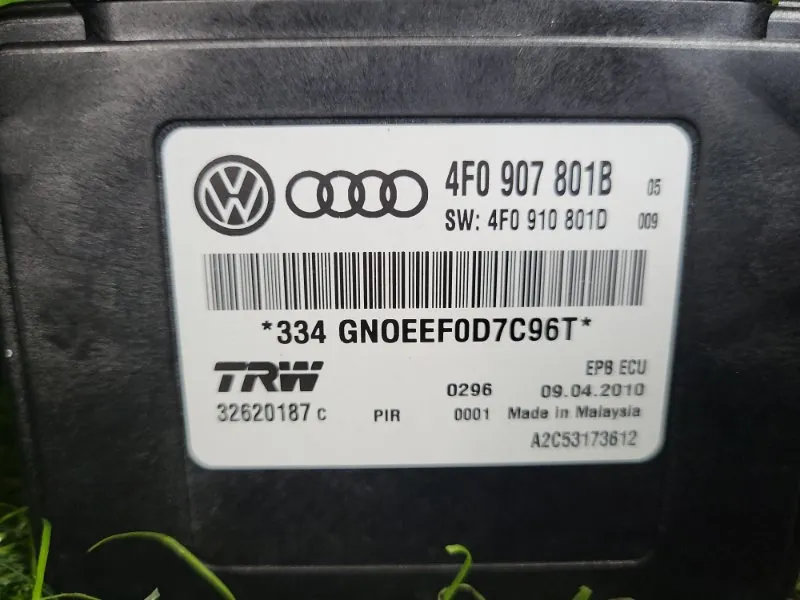 4F0 907 801B 05
SW: 4F0 910 801D 009
*334 GN0EEF0D7C96T*
TRW EPB ECU
0296 09.04.2010
32620187 C PIR 0001 Made in Malaysia
A2C53173612